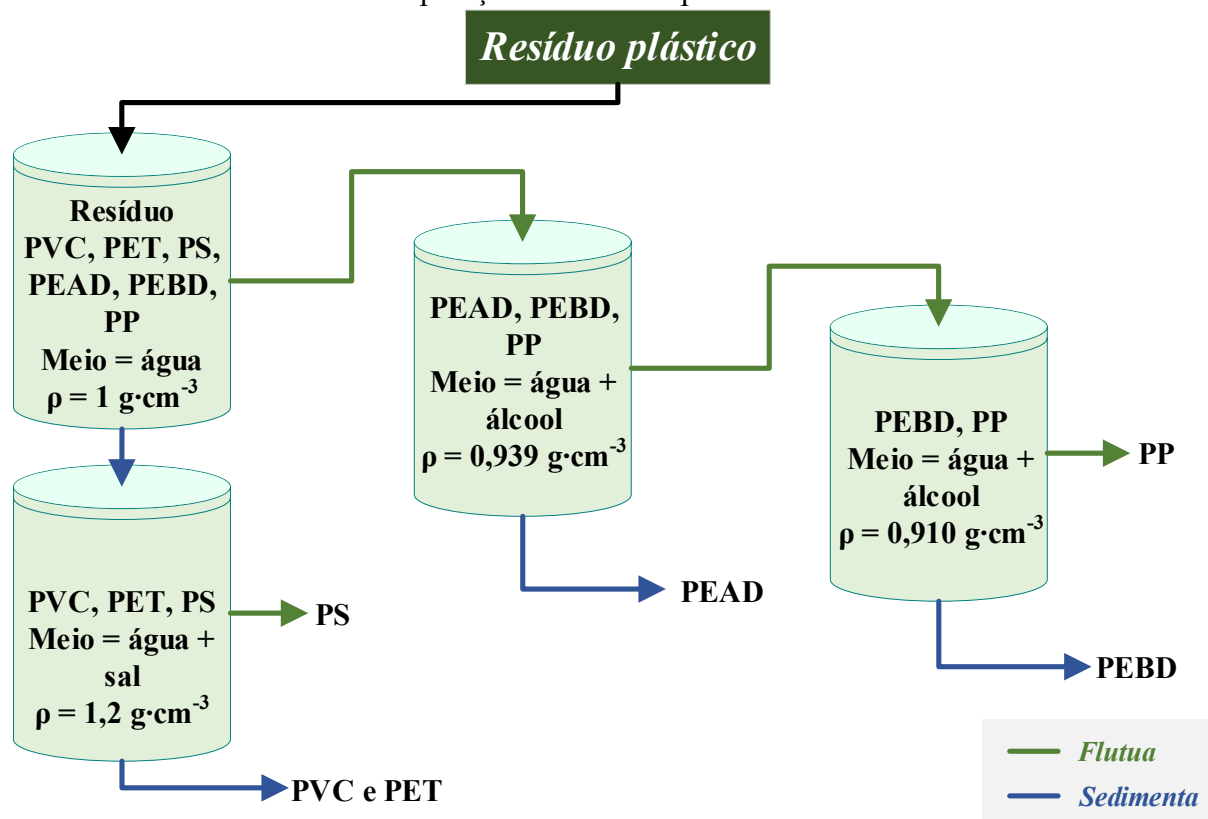 Resíduo plástico
Resíduo
PVC, PET, PS,
PEAD, PEBD,
PP
Meio = água
ρ = 1 g·cm⁻³
PEAD, PEBD,
PP
Meio = água +
álcool
ρ = 0,939 g·cm⁻³
PEBD, PP
Meio = água +
álcool
ρ = 0,910 g·cm⁻³
PP
PEAD
PEBD
PVC, PET, PS
Meio = água +
sal
ρ = 1,2 g·cm⁻³
PS
PVC e PET
Flutua
Sedimenta